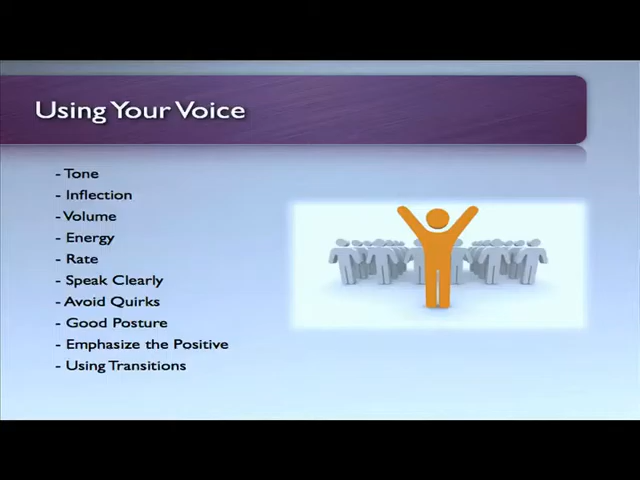 Using Your Voice
- Tone
- Inflection
- Volume
- Energy
- Rate
- Speak Clearly
- Avoid Quirks
- Good Posture
- Emphasize the Positive
- Using Transitions